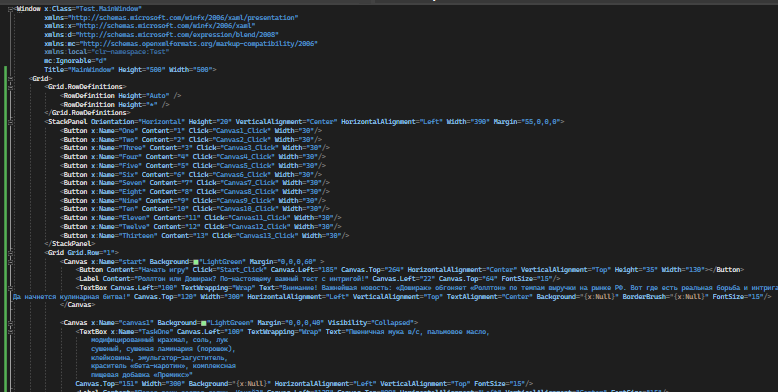 <Window x:Class="Test.MainWindow"
xmlns="http://schemas.microsoft.com/winfx/2006/xaml/presentation"
xmlns:x="http://schemas.microsoft.com/winfx/2006/xaml"
xmlns:d="http://schemas.microsoft.com/expression/blend/2008"
xmlns:mc="http://schemas.openxmlformats.org/markup-compatibility/2006"
xmlns:local="clr-namespace:Test"
mc:Ignorable="d"
Title="MainWindow" Height="500" Width="500">
<Grid>
<Grid.RowDefinitions>
<RowDefinition Height="Auto" />
<RowDefinition Height="*" />
</Grid.RowDefinitions>
<StackPanel Orientation="Horizontal" Height="20" VerticalAlignment="Center" HorizontalAlignment="Left" Width="390" Margin="55,0,0,0">
<Button x:Name="One" Content="1" Click="Canvas1_Click" Width="30"/>
<Button x:Name="Two" Content="2" Click="Canvas2_Click" Width="30"/>
<Button x:Name="Three" Content="3" Click="Canvas3_Click" Width="30"/>
<Button x:Name="Four" Content="4" Click="Canvas4_Click" Width="30"/>
<Button x:Name="Five" Content="5" Click="Canvas5_Click" Width="30"/>
<Button x:Name="Six" Content="6" Click="Canvas6_Click" Width="30"/>
<Button x:Name="Seven" Content="7" Click="Canvas7_Click" Width="30"/>
<Button x:Name="Eight" Content="8" Click="Canvas8_Click" Width="30"/>
<Button x:Name="Nine" Content="9" Click="Canvas9_Click" Width="30"/>
<Button x:Name="Ten" Content="10" Click="Canvas10_Click" Width="30"/>
<Button x:Name="Eleven" Content="11" Click="Canvas11_Click" Width="30"/>
<Button x:Name="Twelve" Content="12" Click="Canvas12_Click" Width="30"/>
<Button x:Name="Thirteen" Content="13" Click="Canvas13_Click" Width="30"/>
</StackPanel>
<Grid Grid.Row="1">
<Canvas x:Name="start" Background="LightGreen" Margin="0,0,0,60" >
<Button Content="Начать игру" Click="Start_Click" Canvas.Left="185" Canvas.Top="264" HorizontalAlignment="Center" VerticalAlignment="Top" Height="35" Width="130"></Button>
<Label Content="Роллтон или Доширак? По-настоящему важный тест с интригой!" Canvas.Left="22" Canvas.Top="64" FontSize="15"/>
<TextBox Canvas.Left="100" TextWrapping="Wrap" Text="Внимание! Важнейшая новость: «Доширак» обгоняет «Роллтон» по темпам выручки на рынке РФ. Вот где есть реальная борьба и интрига
Да начнется кулинарная битва!" Canvas.Top="120" Width="300" HorizontalAlignment="Left" VerticalAlignment="Top" TextAlignment="Center" Background="{x:Null}" BorderBrush="{x:Null}" FontSize="15"/>
</Canvas>
<Canvas x:Name="canvas1" Background="LightGreen" Margin="0,0,0,40" Visibility="Collapsed">
<TextBox x:Name="TaskOne" Canvas.Left="100" TextWrapping="Wrap" Text="Пшеничная мука в/с, пальмовое масло,
модифицированный крахмал, соль, лук
сушеный, сушеная ламинария (порошок),
клейковина, эмульгатор-загуститель,
краситель «бета-каротин», комплексная
пищевая добавка «Премикс»"
Canvas.Top="151" Width="300" Background="{x:Null}" HorizontalAlignment="Left" VerticalAlignment="Top" FontSize="15"/>